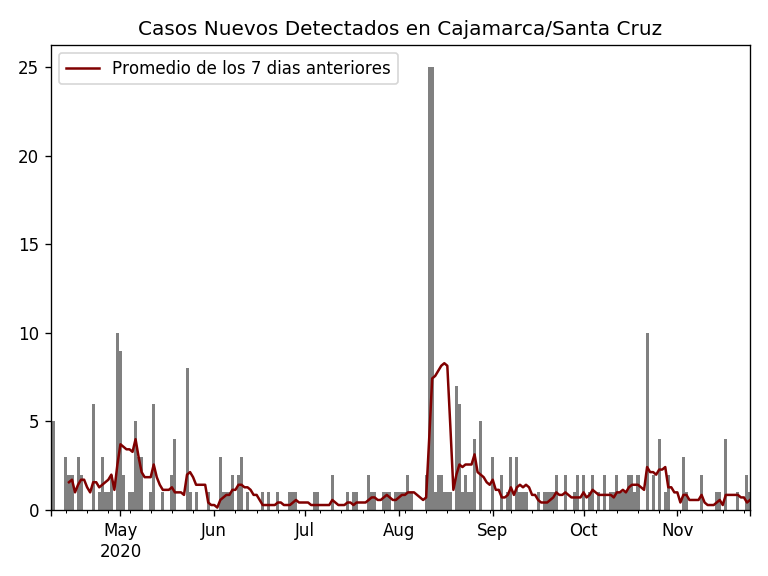 Casos Nuevos Detectados en Cajamarca/Santa Cruz
Promedio de los 7 dias anteriores
25
20
15
10
5
0
May Jun Jul Aug Sep Oct Nov
2020